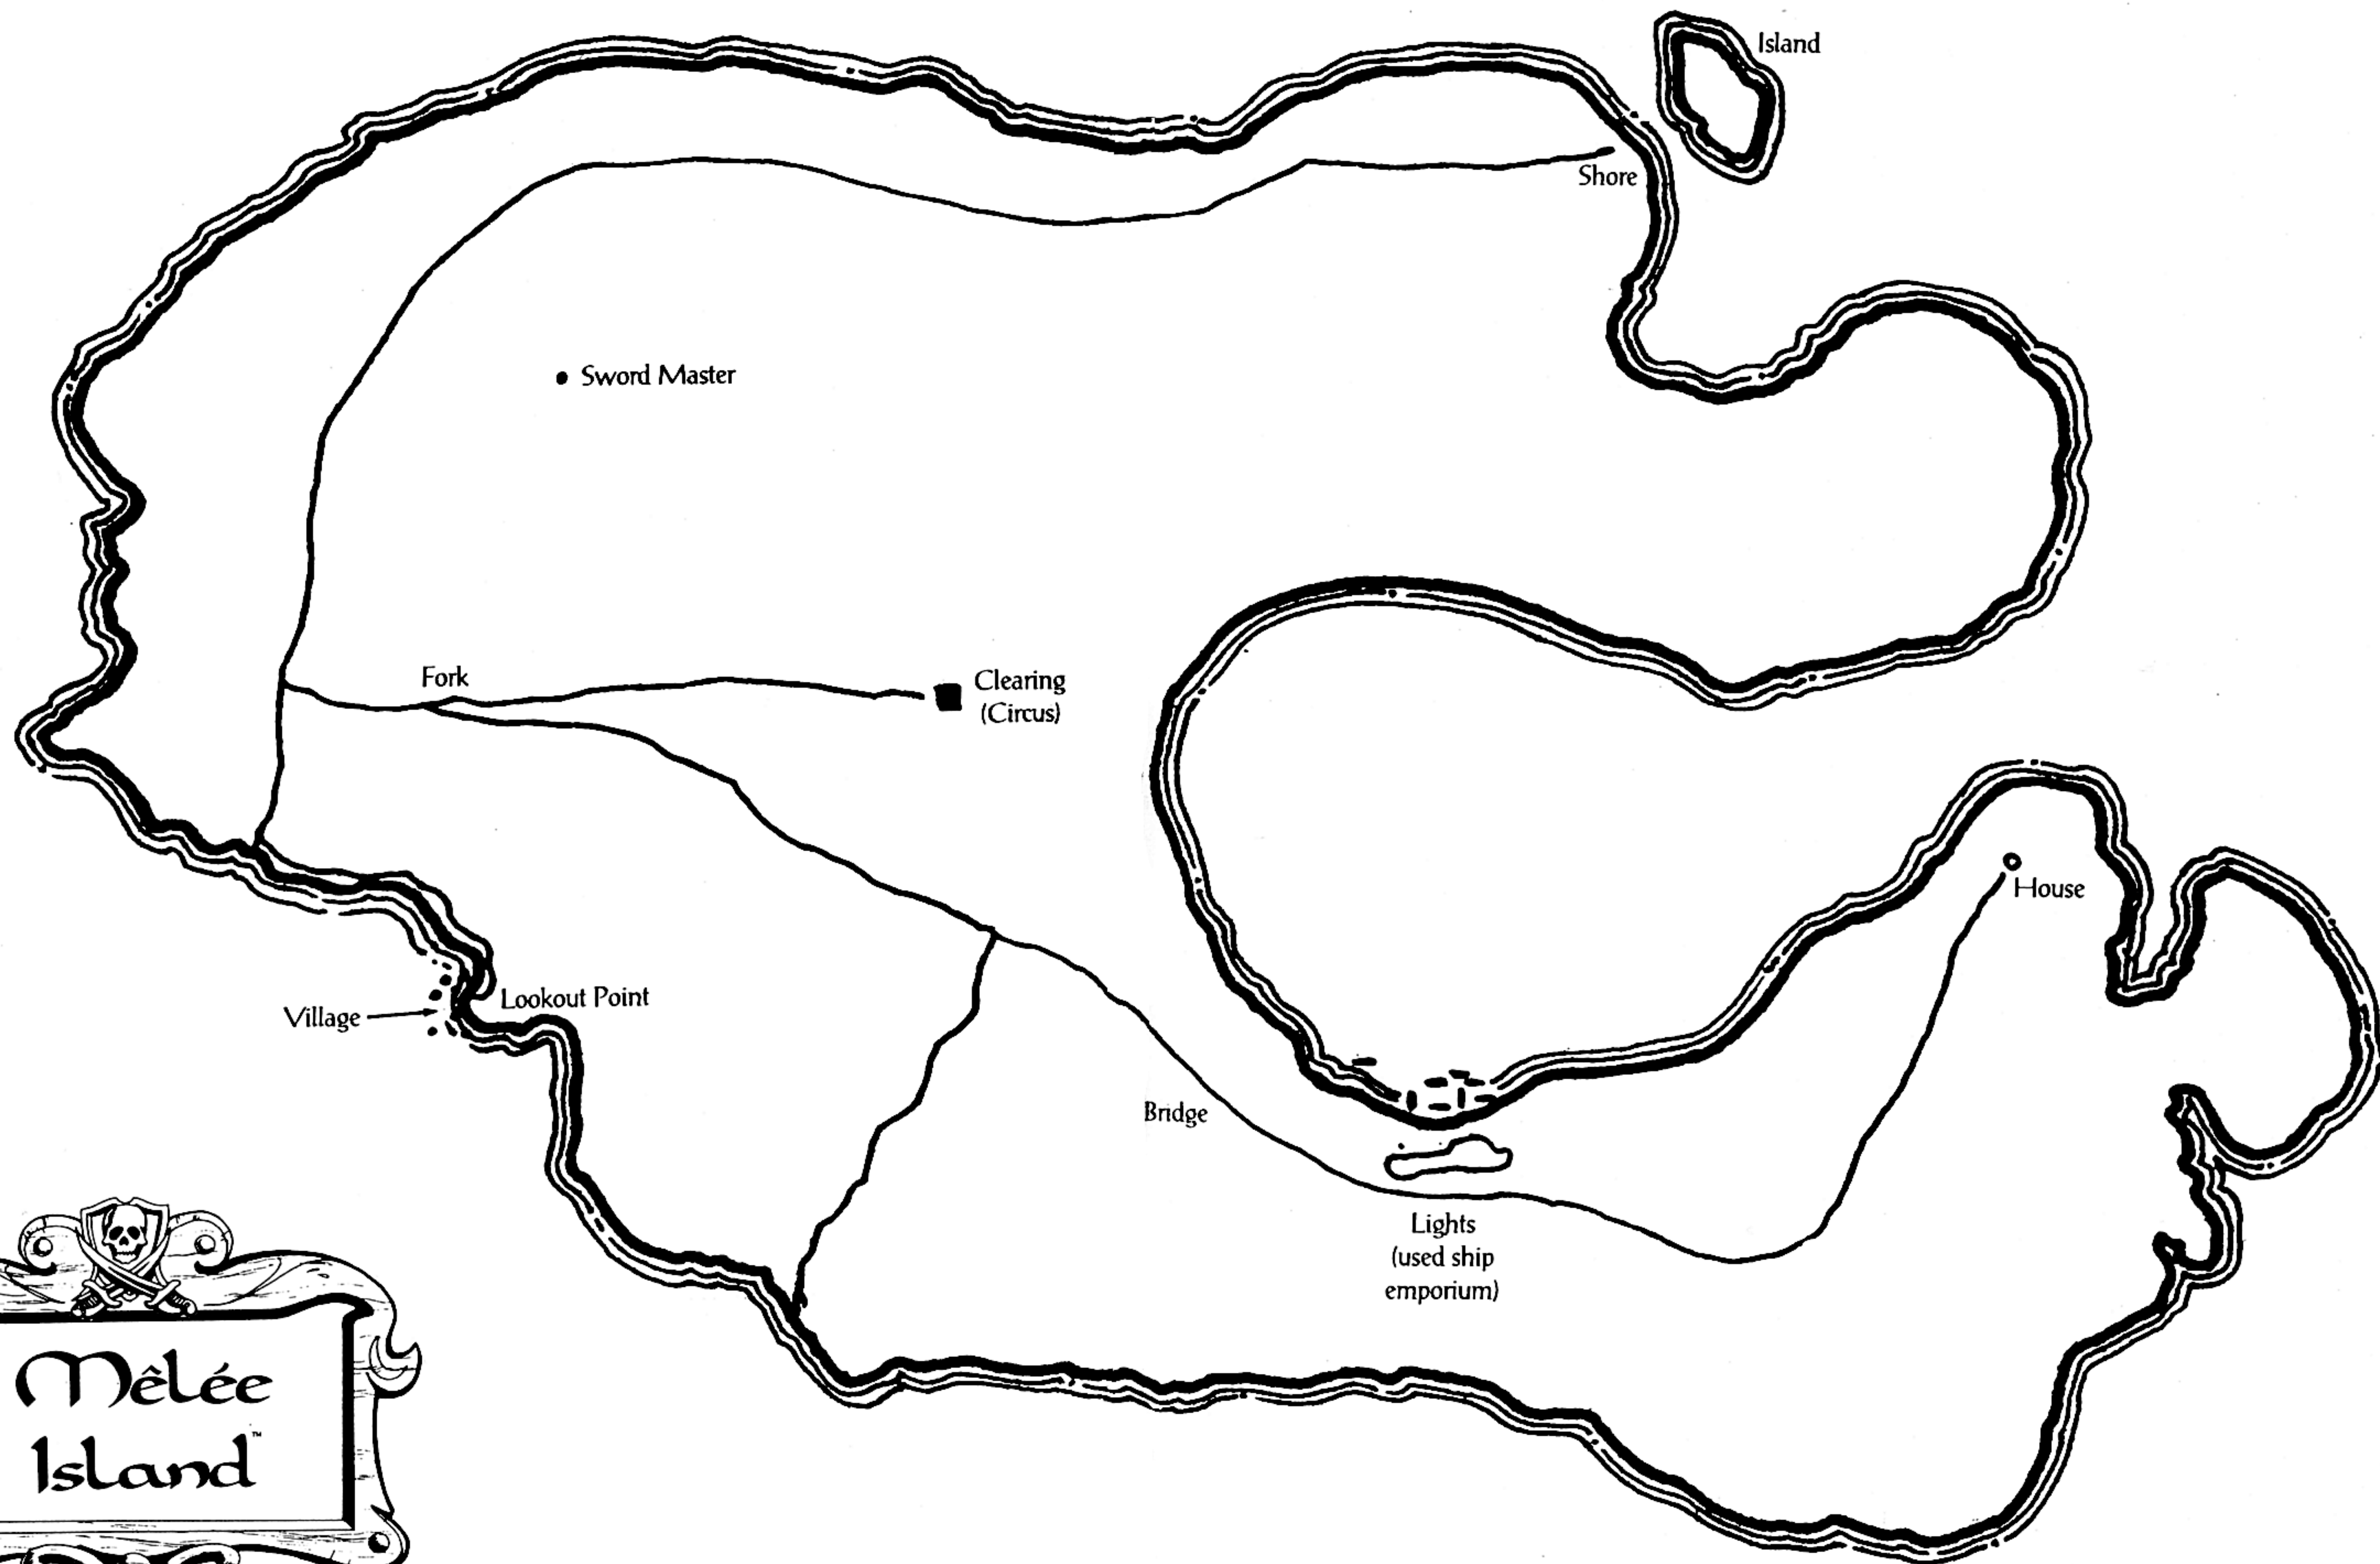 Island
Shore
Sword Master
Fork
Clearing
(Circus)
House
Lookout Point
Village
Bridge
Lights
(used ship
emporium)
Mêlée
Island™